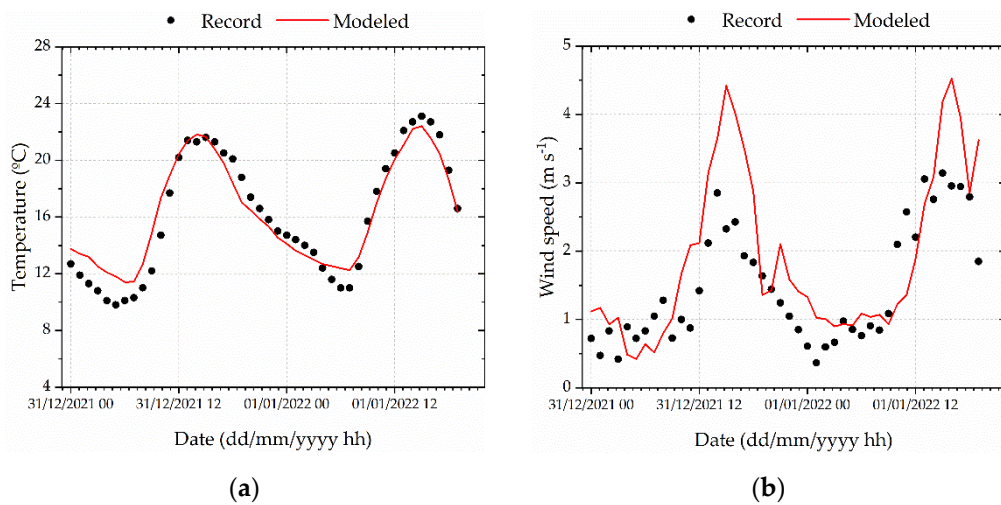 Record Modeled
28
24
20
16
12
8
4
Temperature (ºC)
31/12/2021 00 31/12/2021 12 01/01/2022 00 01/01/2022 12
Date (dd/mm/yyyy hh)
(a)
Record Modeled
5
4
3
2
1
0
Wind speed (m s-1)
31/12/2021 00 31/12/2021 12 01/01/2022 00 01/01/2022 12
Date (dd/mm/yyyy hh)
(b)